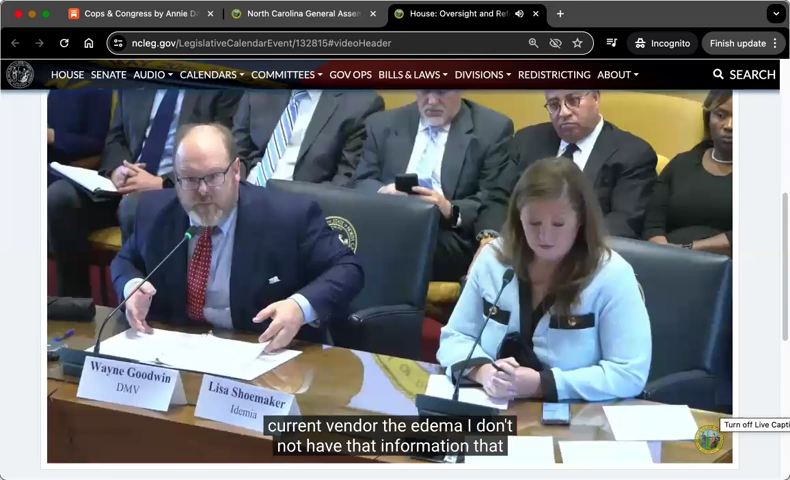 Cops & Congress by Annie D
North Carolina General Assem
House: Oversight and Ref
ncleg.gov/LegislativeCalendarEvent/132815#videoHeader
Incognito
Finish update
HOUSE SENATE AUDIO CALENDARS COMMITTEES GOV OPS BILLS & LAWS DIVISIONS REDISTRICTING ABOUT SEARCH
Wayne Goodwin
DMV
Lisa Shoemaker
Idemia
current vendor the edema I don't
not have that information that
Turn off Live Capti